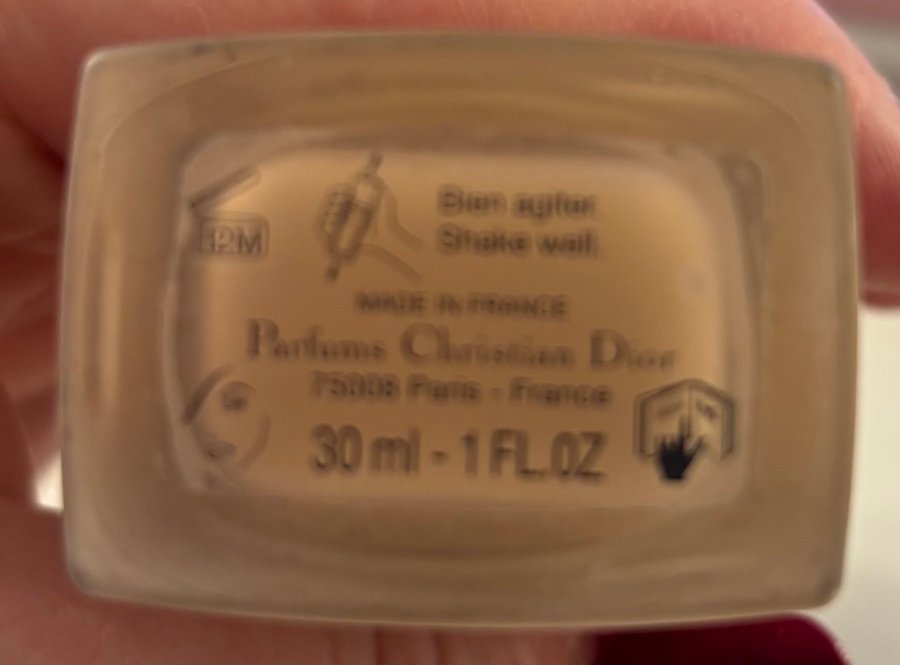 12M
Bien agiter.
Shake well.
MADE IN FRANCE
Parfums Christian Dior
75008 Paris - France
30 ml - 1 FL.OZ